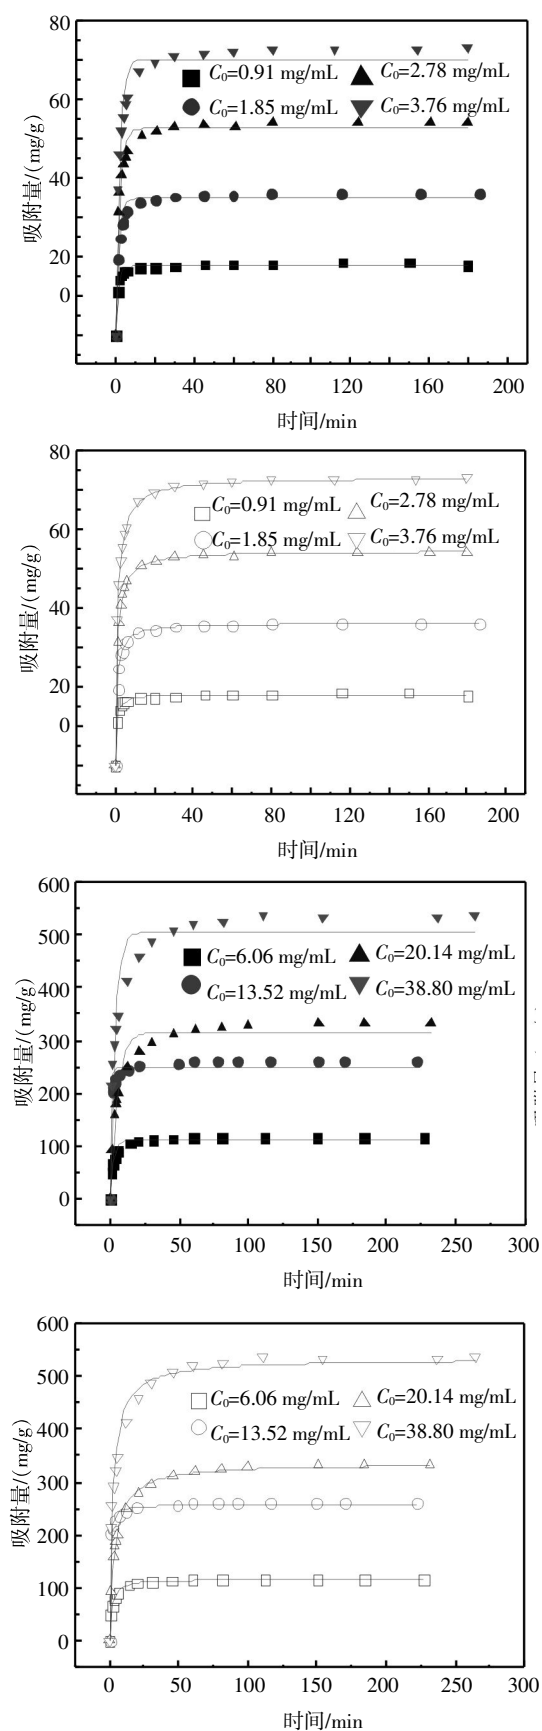 80
60
40
20
0
吸附量/(mg/g)
C0=0.91 mg/mL C0=2.78 mg/mL
C0=1.85 mg/mL C0=3.76 mg/mL
0 40 80 120 160 200
时间/min
80
60
40
20
0
吸附量/(mg/g)
C0=0.91 mg/mL C0=2.78 mg/mL
C0=1.85 mg/mL C0=3.76 mg/mL
0 40 80 120 160 200
时间/min
600
500
400
300
200
100
0
吸附量/(mg/g)
C0=6.06 mg/mL C0=20.14 mg/mL
C0=13.52 mg/mL C0=38.80 mg/mL
0 50 100 150 200 250 300
时间/min
600
500
400
300
200
100
0
吸附量/(mg/g)
C0=6.06 mg/mL C0=20.14 mg/mL
C0=13.52 mg/mL C0=38.80 mg/mL
0 50 100 150 200 250 300
时间/min